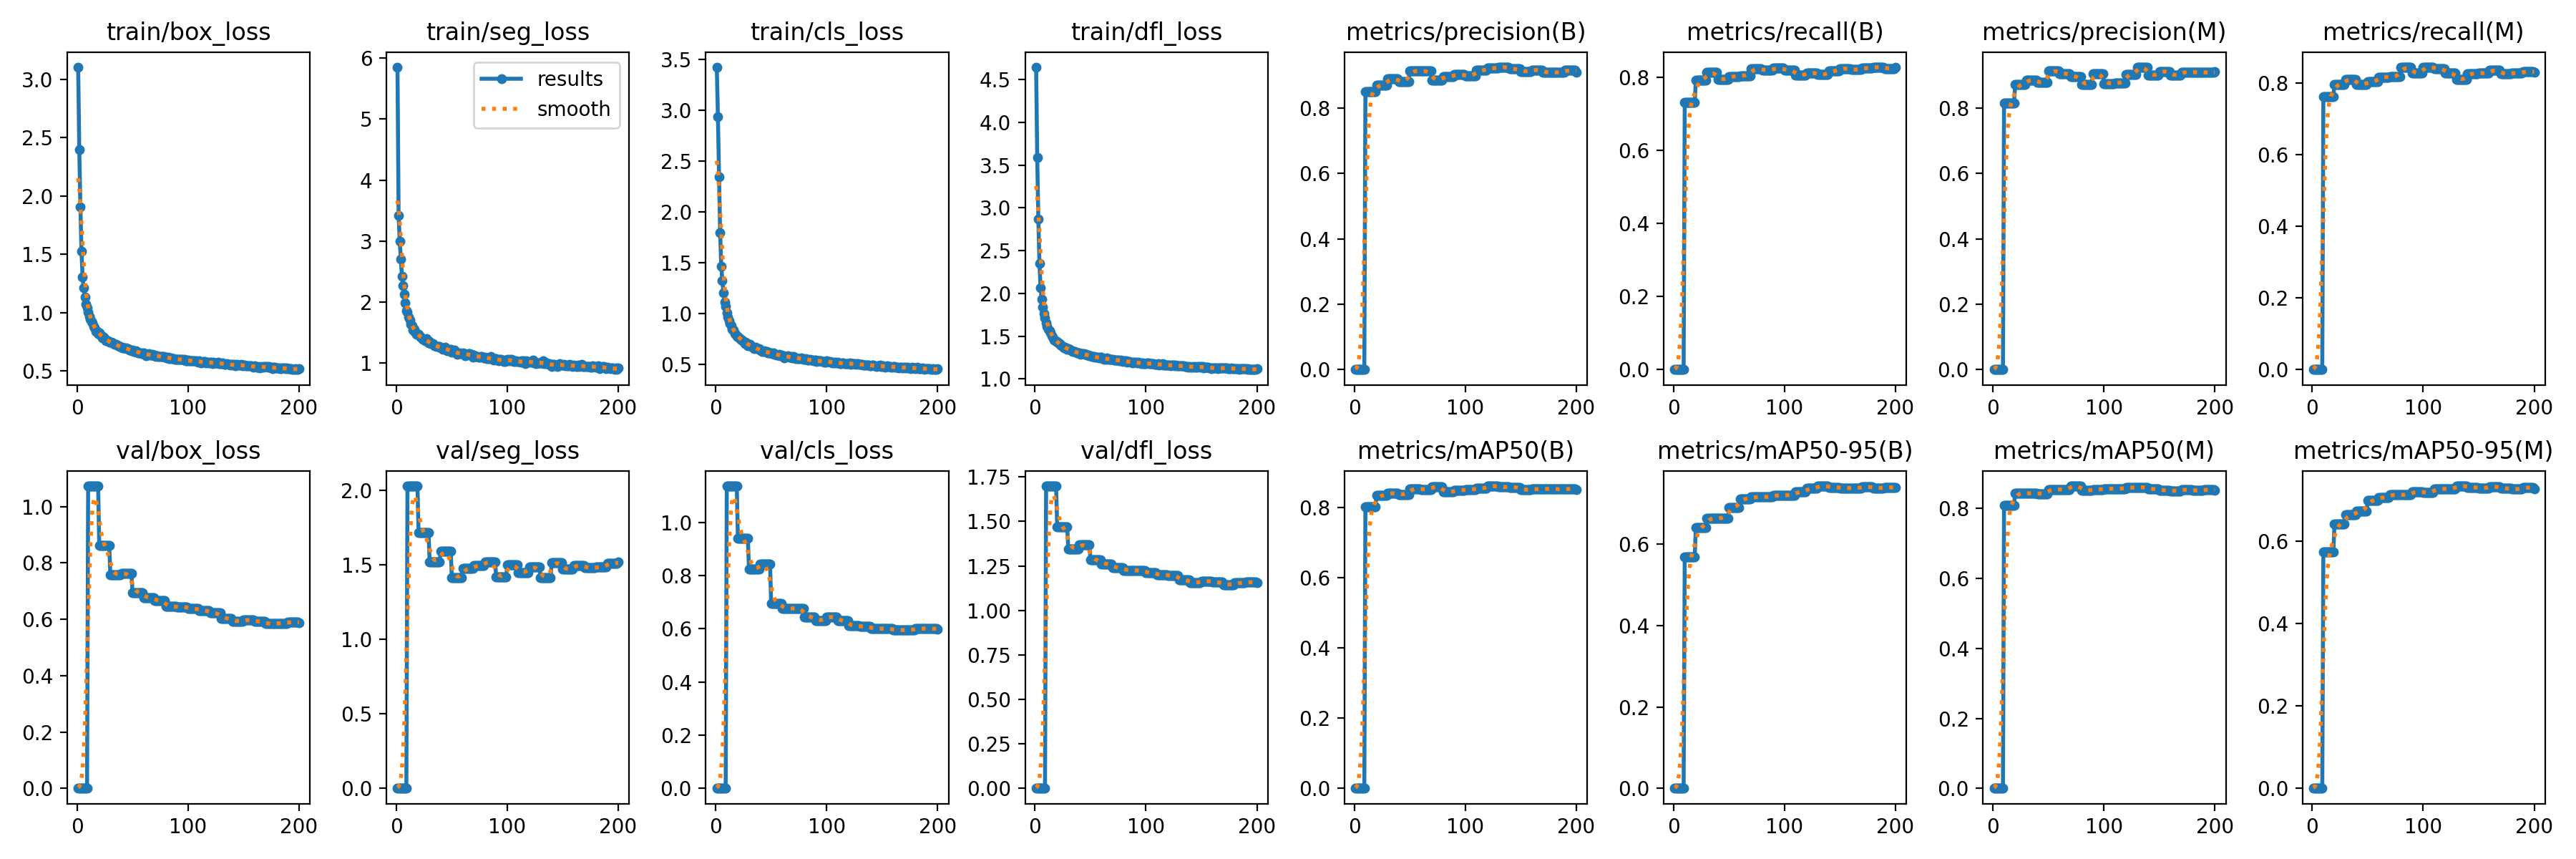 train/box_loss
3.0
2.5
2.0
1.5
1.0
0.5
0 100 200
train/seg_loss
results
smooth
6
5
4
3
2
1
0 100 200
train/cls_loss
3.5
3.0
2.5
2.0
1.5
1.0
0.5
0 100 200
train/dfl_loss
4.5
4.0
3.5
3.0
2.5
2.0
1.5
1.0
0 100 200
metrics/precision(B)
0.8
0.6
0.4
0.2
0.0
0 100 200
metrics/recall(B)
0.8
0.6
0.4
0.2
0.0
0 100 200
metrics/precision(M)
0.8
0.6
0.4
0.2
0.0
0 100 200
metrics/recall(M)
0.8
0.6
0.4
0.2
0.0
0 100 200
val/box_loss
1.0
0.8
0.6
0.4
0.2
0.0
0 100 200
val/seg_loss
2.0
1.5
1.0
0.5
0.0
0 100 200
val/cls_loss
1.0
0.8
0.6
0.4
0.2
0.0
0 100 200
val/dfl_loss
1.75
1.50
1.25
1.00
0.75
0.50
0.25
0.00
0 100 200
metrics/mAP50(B)
0.8
0.6
0.4
0.2
0.0
0 100 200
metrics/mAP50-95(B)
0.6
0.4
0.2
0.0
0 100 200
metrics/mAP50(M)
0.8
0.6
0.4
0.2
0.0
0 100 200
metrics/mAP50-95(M)
0.6
0.4
0.2
0.0
0 100 200